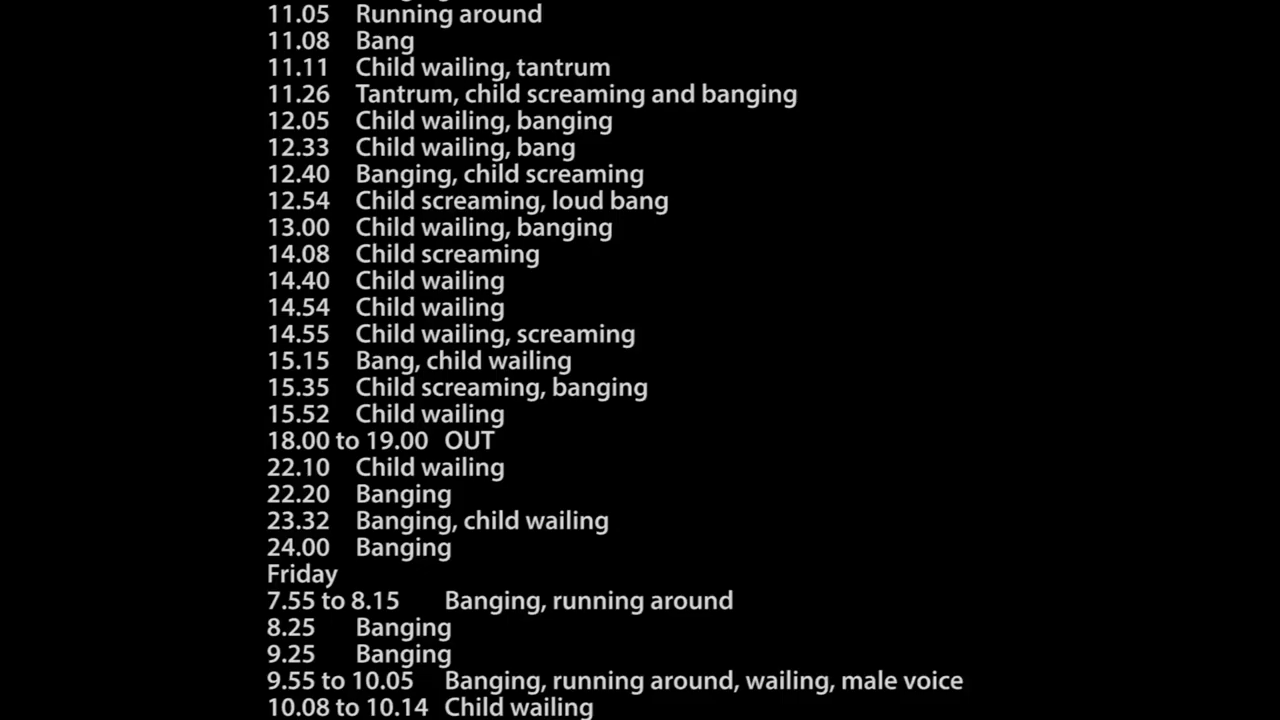 11.05 Running around
11.08 Bang
11.11 Child wailing, tantrum
11.26 Tantrum, child screaming and banging
12.05 Child wailing, banging
12.33 Child wailing, bang
12.40 Banging, child screaming
12.54 Child screaming, loud bang
13.00 Child wailing, banging
14.08 Child screaming
14.40 Child wailing
14.54 Child wailing
14.55 Child wailing, screaming
15.15 Bang, child wailing
15.35 Child screaming, banging
15.52 Child wailing
18.00 to 19.00 OUT
22.10 Child wailing
22.20 Banging
23.32 Banging, child wailing
24.00 Banging
Friday
7.55 to 8.15 Banging, running around
8.25 Banging
9.25 Banging
9.55 to 10.05 Banging, running around, wailing, male voice
10.08 to 10.14 Child wailing